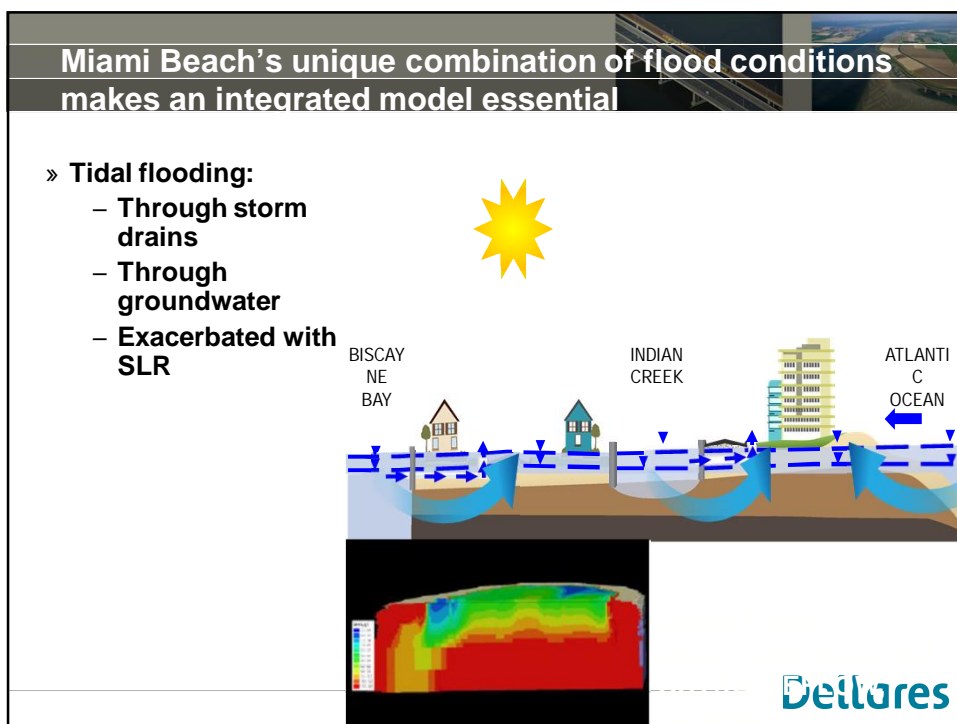 Miami Beach’s unique combination of flood conditions
makes an integrated model essential
» Tidal flooding:
– Through storm
drains
– Through
groundwater
– Exacerbated with
SLR
BISCAY
NE
BAY
INDIAN
CREEK
ATLANTI
C
OCEAN
Deltares